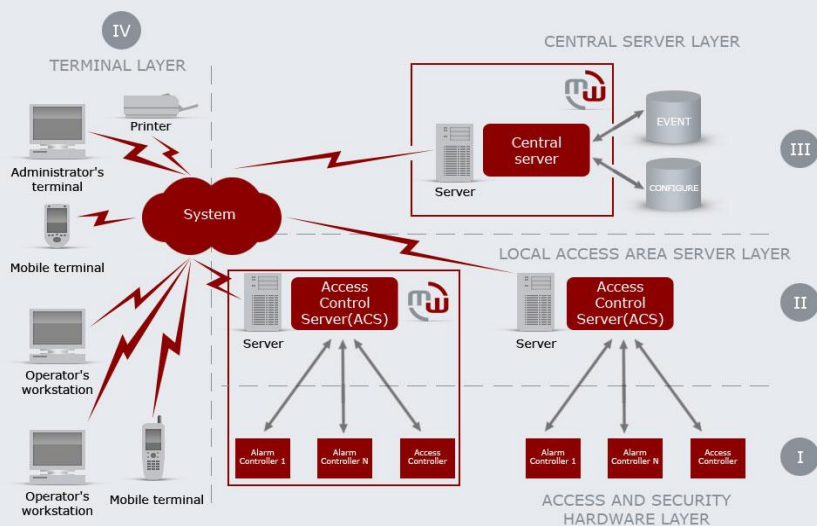 IV
TERMINAL LAYER
Printer
Administrator's
terminal
Mobile terminal
Operator's
workstation
Operator's
workstation
Mobile terminal
System
CENTRAL SERVER LAYER
Server
Central
server
mw
EVENT
CONFIGURE
III
LOCAL ACCESS AREA SERVER LAYER
Server
Access
Control
Server(ACS)
mw
Server
Access
Control
Server(ACS)
II
Alarm
Controller 1
Alarm
Controller N
Access
Controller
Alarm
Controller 1
Alarm
Controller N
Access
Controller
I
ACCESS AND SECURITY
HARDWARE LAYER